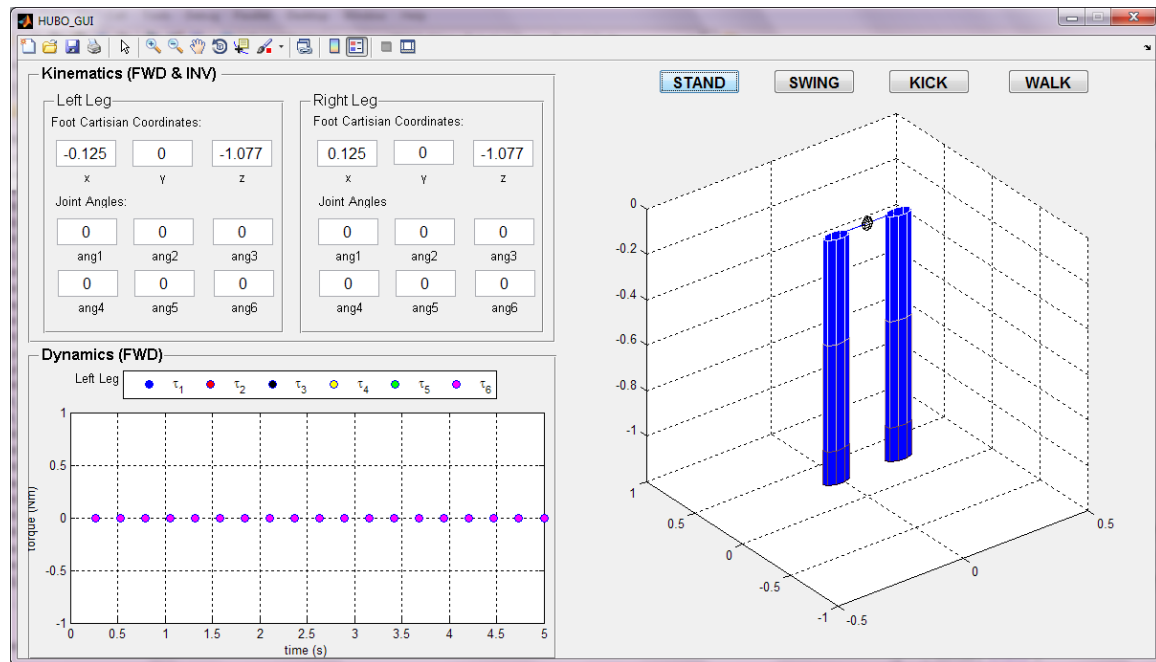 HUBO_GUI
Kinematics (FWD & INV)
Left Leg
Foot Cartisian Coordinates:
-0.125 0 -1.077
x y z
Joint Angles:
0 0 0
ang1 ang2 ang3
0 0 0
ang4 ang5 ang6
Right Leg
Foot Cartisian Coordinates:
0.125 0 -1.077
x y z
Joint Angles
0 0 0
ang1 ang2 ang3
0 0 0
ang4 ang5 ang6
Dynamics (FWD)
Left Leg τ1 τ2 τ3 τ4 τ5 τ6
1
0.5
0
-0.5
-1
torque (Nm)
0 0.5 1 1.5 2 2.5 3 3.5 4 4.5 5
time (s)
STAND SWING KICK WALK
0
-0.2
-0.4
-0.6
-0.8
-1
1
0.5
0
-0.5
-1
-0.5
0
0.5